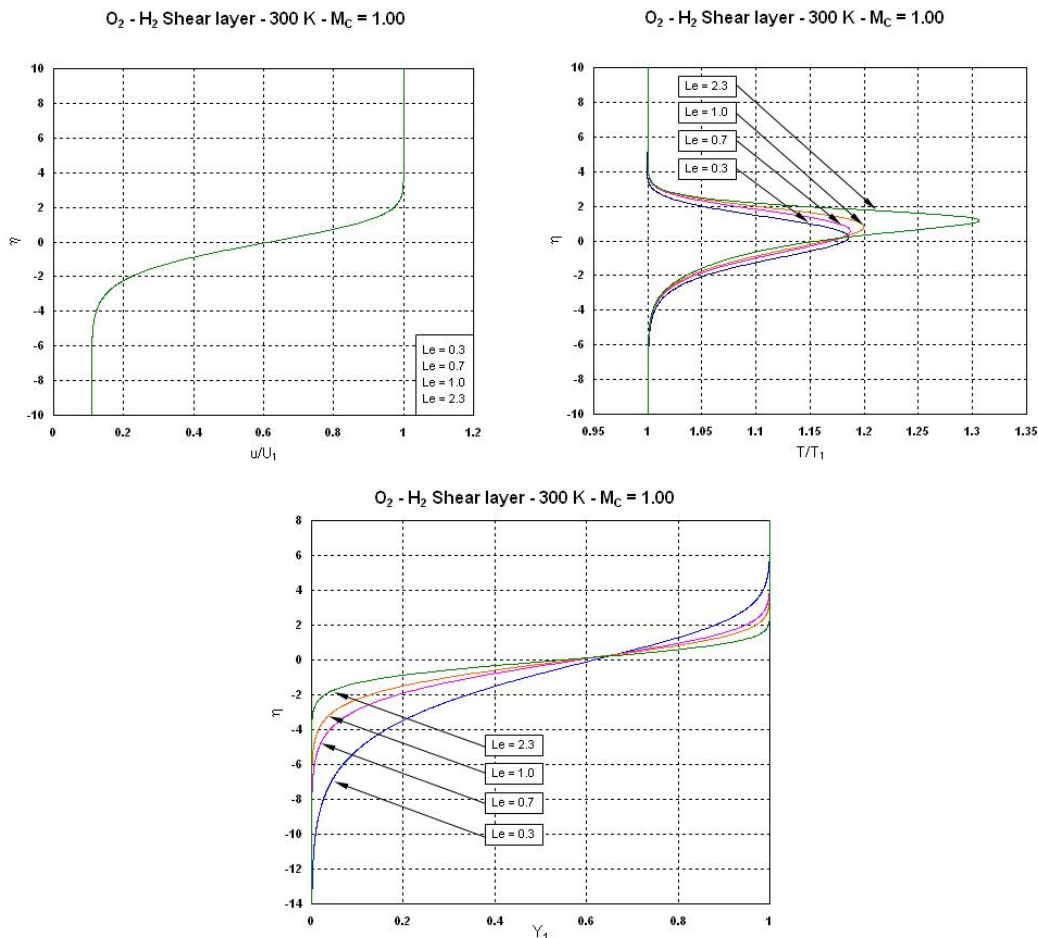 O₂ - H₂ Shear layer - 300 K - M_C = 1.00
10
8
6
4
2
0
-2
-4
-6
-8
-10
η
Le = 0.3
Le = 0.7
Le = 1.0
Le = 2.3
0 0.2 0.4 0.6 0.8 1 1.2
u/U₁
O₂ - H₂ Shear layer - 300 K - M_C = 1.00
10
8
6
4
2
0
-2
-4
-6
-8
-10
η
Le = 2.3
Le = 1.0
Le = 0.7
Le = 0.3
0.95 1 1.05 1.1 1.15 1.2 1.25 1.3 1.35
T/T₁
O₂ - H₂ Shear layer - 300 K - M_C = 1.00
8
6
4
2
0
-2
-4
-6
-8
-10
-12
-14
η
Le = 2.3
Le = 1.0
Le = 0.7
Le = 0.3
0 0.2 0.4 0.6 0.8 1
Y₁